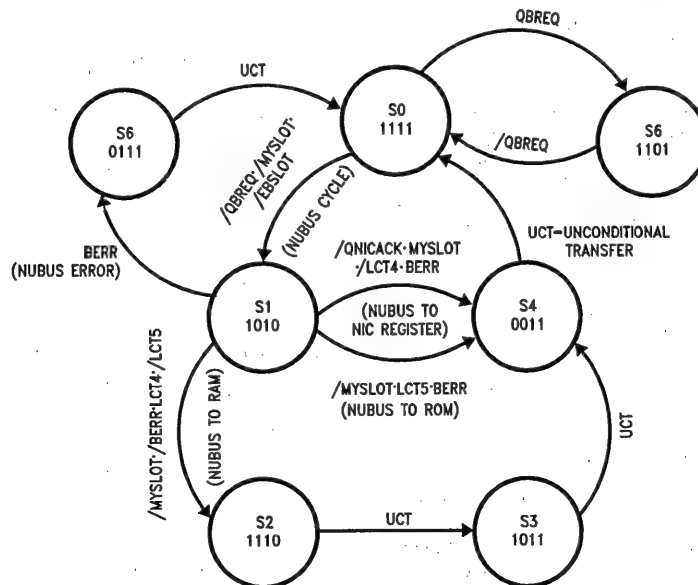 QBREQ
UCT
S6
0111
S0
1111
S6
1101
/QBREQ
/QBREQ·/MYSLOT·
/EBSLOT
(NUBUS CYCLE)
UCT-UNCONDITIONAL
TRANSFER
BERR
(NUBUS ERROR)
/QNICACK·MYSLOT
·/LCT4·BERR
(NUBUS TO
NIC REGISTER)
S1
1010
S4
0011
/MYSLOT·LCT5·BERR
(NUBUS TO ROM)
/MYSLOT·/BERR·LCT4·/LCT5
(NUBUS TO RAM)
UCT
S2
1110
UCT
S3
1011